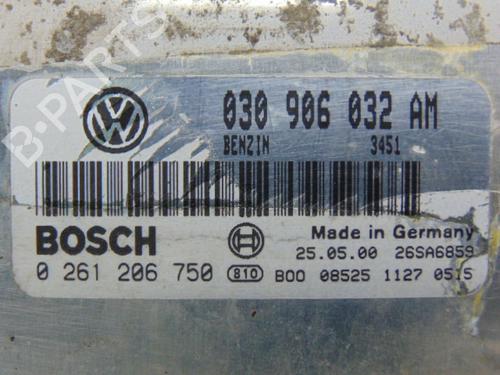 B-PARTS
030 906 032 AM
BENZIN 3451
BOSCH Made in Germany
25.05.00 26SA6859
0 261 206 750 810 B00 08525 1127 0515